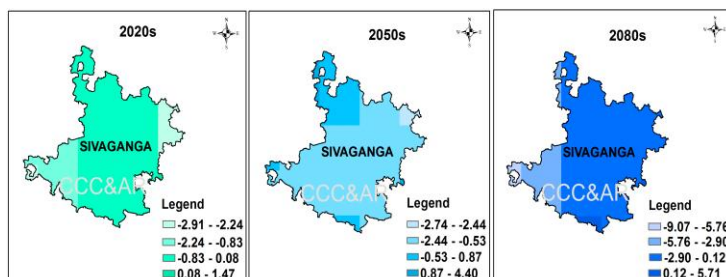 2020s
SIVAGANGA
CCC&AR
Legend
-2.91 - -2.24
-2.24 - -0.83
-0.83 - 0.08
0.08 - 1.47
2050s
SIVAGANGA
CCC&AR
Legend
-2.74 - -2.44
-2.44 - -0.53
-0.53 - 0.87
0.87 - 4.40
2080s
SIVAGANGA
CCC&AR
Legend
-9.07 - -5.76
-5.76 - -2.90
-2.90 - 0.12
0.12 - 5.71